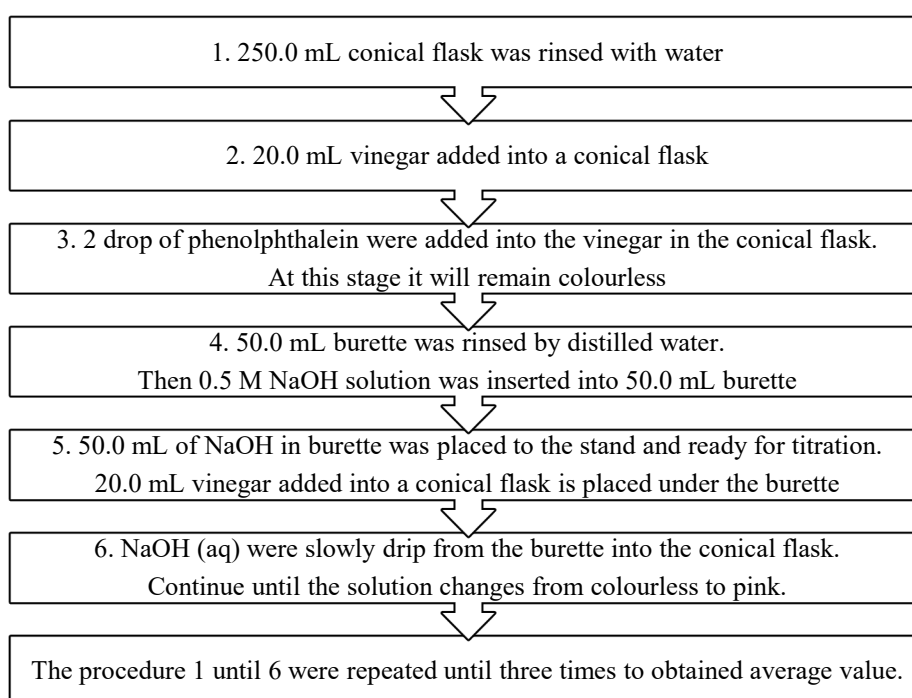 1. 250.0 mL conical flask was rinsed with water
2. 20.0 mL vinegar added into a conical flask
3. 2 drop of phenolphthalein were added into the vinegar in the conical flask.
At this stage it will remain colourless
4. 50.0 mL burette was rinsed by distilled water.
Then 0.5 M NaOH solution was inserted into 50.0 mL burette
5. 50.0 mL of NaOH in burette was placed to the stand and ready for titration.
20.0 mL vinegar added into a conical flask is placed under the burette
6. NaOH (aq) were slowly drip from the burette into the conical flask.
Continue until the solution changes from colourless to pink.
The procedure 1 until 6 were repeated until three times to obtained average value.